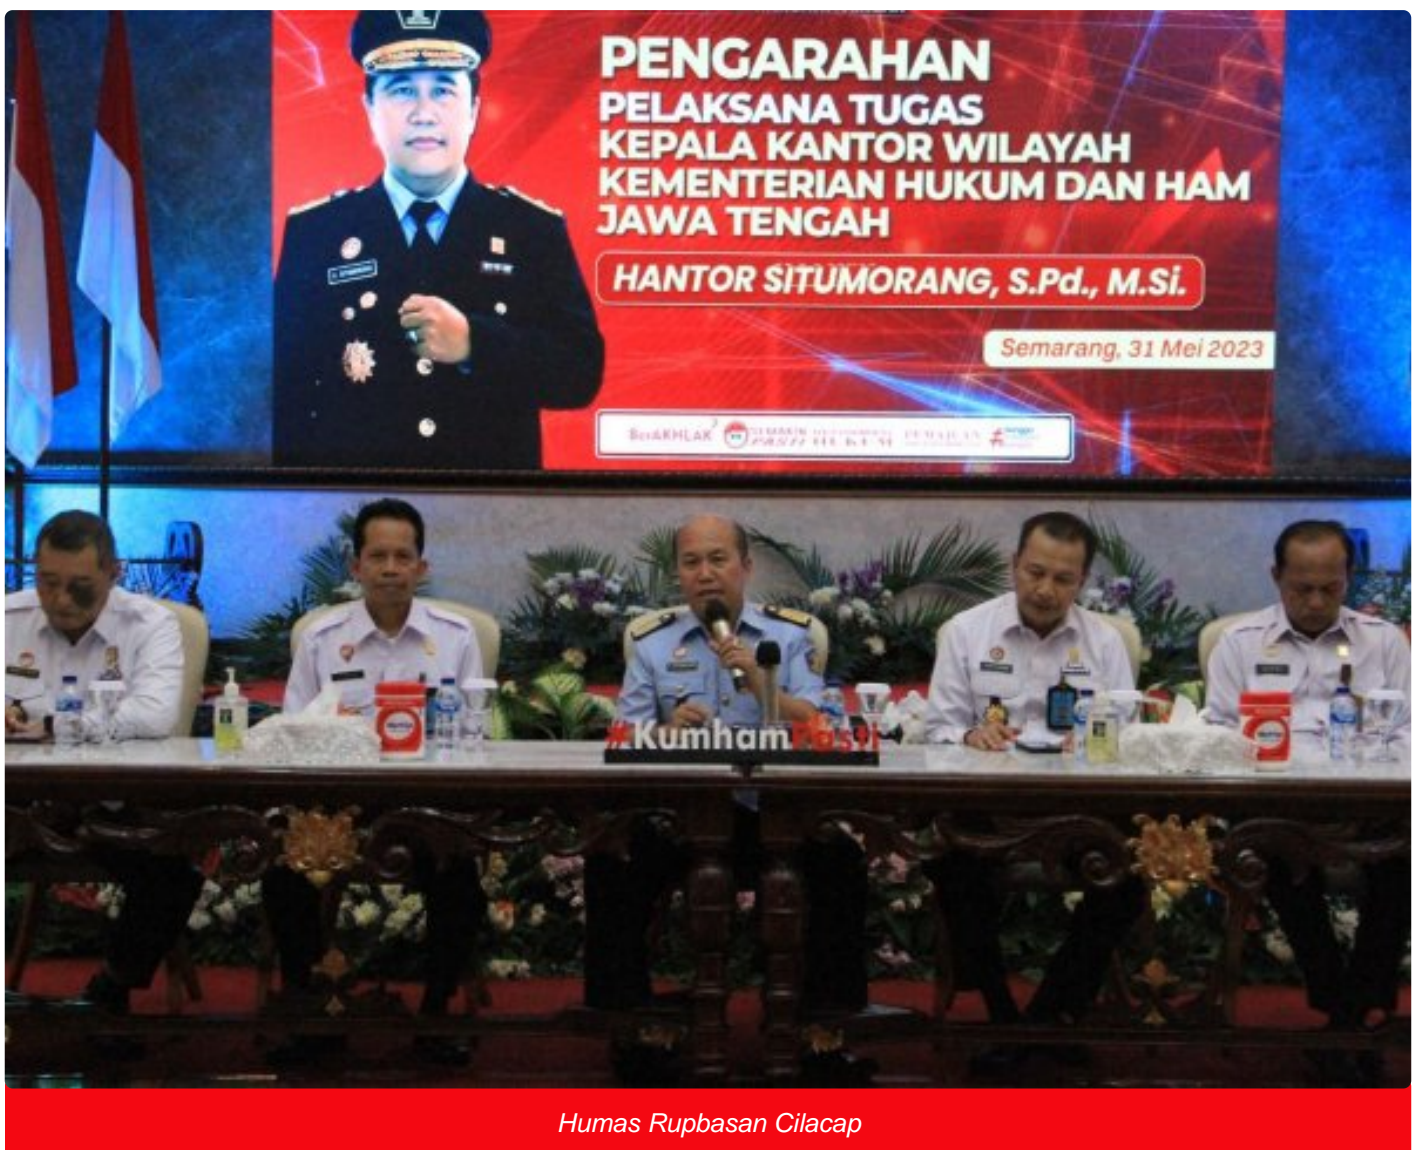 PENGARAHAN
PELAKSANA TUGAS
KEPALA KANTOR WILAYAH
KEMENTERIAN HUKUM DAN HAM
JAWA TENGAH
HANTOR SITUMORANG, S.Pd., M.Si.
Semarang, 31 Mei 2023
BerAKHLAK
#KumhamPasti
Humas Rupbasan Cilacap